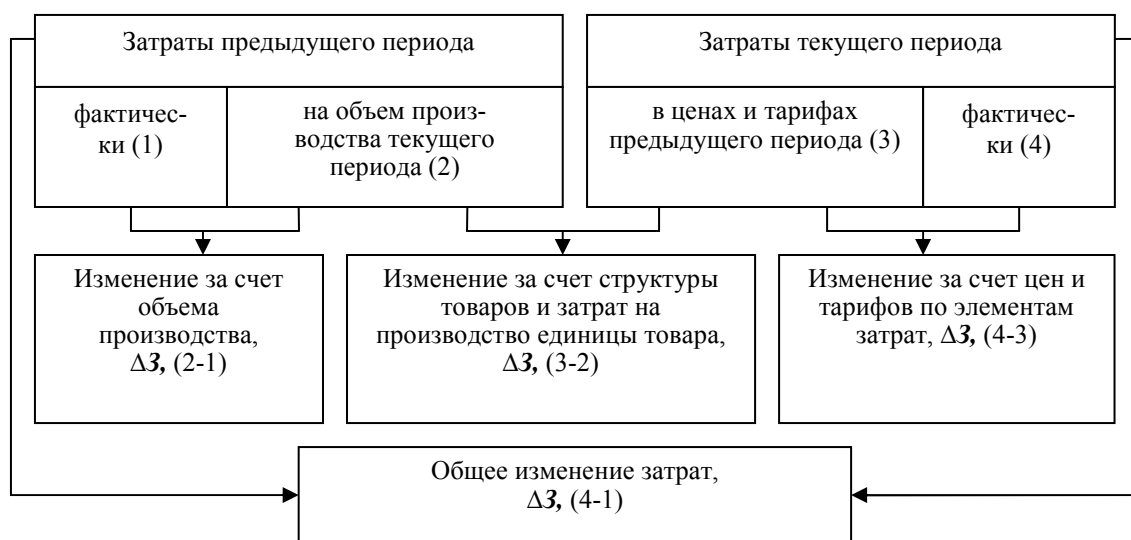 Затраты предыдущего периода
Затраты текущего периода
фактичес-
ки (1)
на объем произ-
водства текущего
периода (2)
в ценах и тарифах
предыдущего периода (3)
фактичес-
ки (4)
Изменение за счет
объема
производства,
ΔЗ, (2-1)
Изменение за счет структуры
товаров и затрат на
производство единицы товара,
ΔЗ, (3-2)
Изменение за счет цен и
тарифов по элементам
затрат, ΔЗ, (4-3)
Общее изменение затрат,
ΔЗ, (4-1)